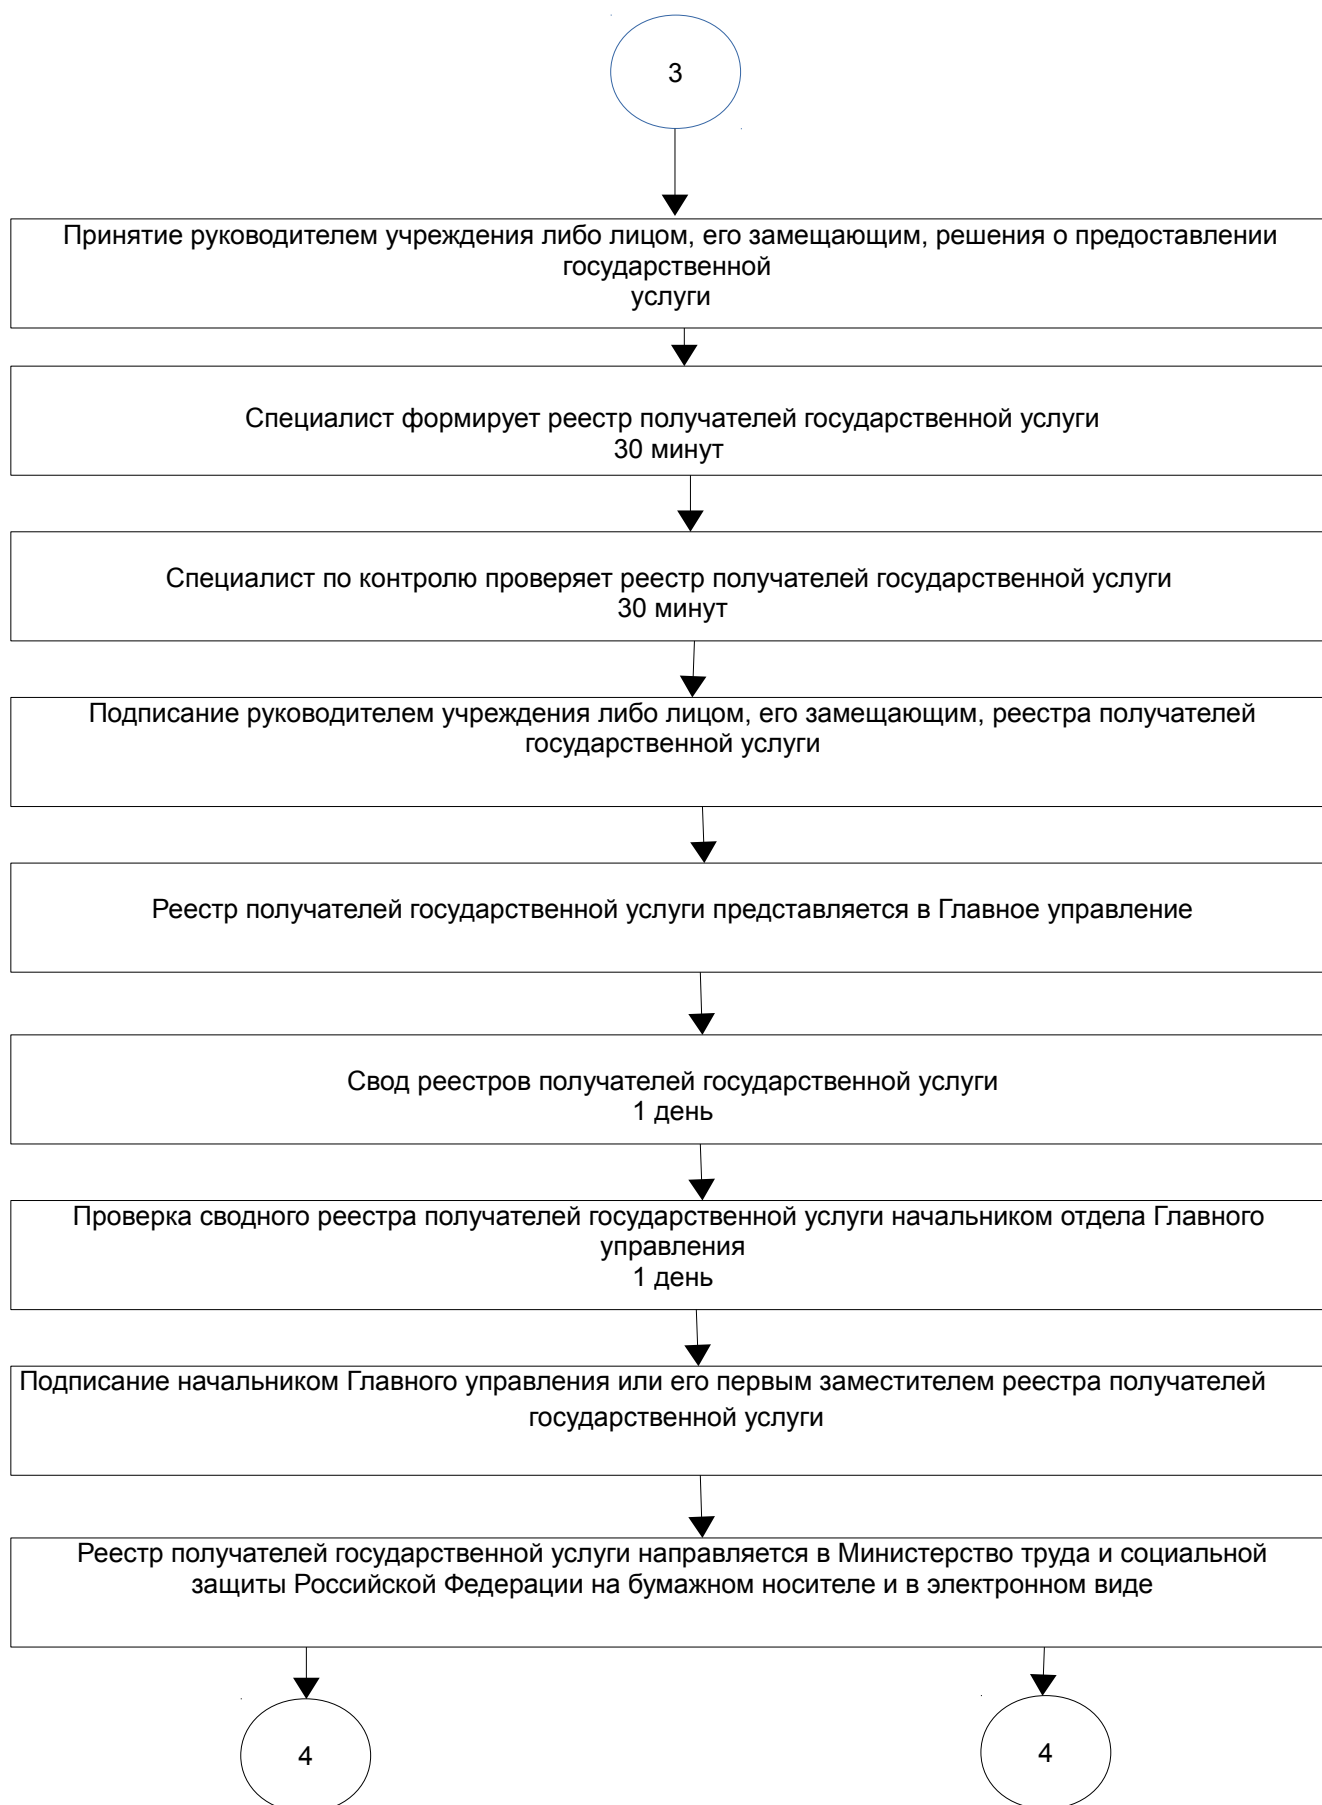 3
Принятие руководителем учреждения либо лицом, его замещающим, решения о предоставлении
государственной
услуги
Специалист формирует реестр получателей государственной услуги
30 минут
Специалист по контролю проверяет реестр получателей государственной услуги
30 минут
Подписание руководителем учреждения либо лицом, его замещающим, реестра получателей
государственной услуги
Реестр получателей государственной услуги представляется в Главное управление
Свод реестров получателей государственной услуги
1 день
Проверка сводного реестра получателей государственной услуги начальником отдела Главного
управления
1 день
Подписание начальником Главного управления или его первым заместителем реестра получателей
государственной услуги
Реестр получателей государственной услуги направляется в Министерство труда и социальной
защиты Российской Федерации на бумажном носителе и в электронном виде
4
4